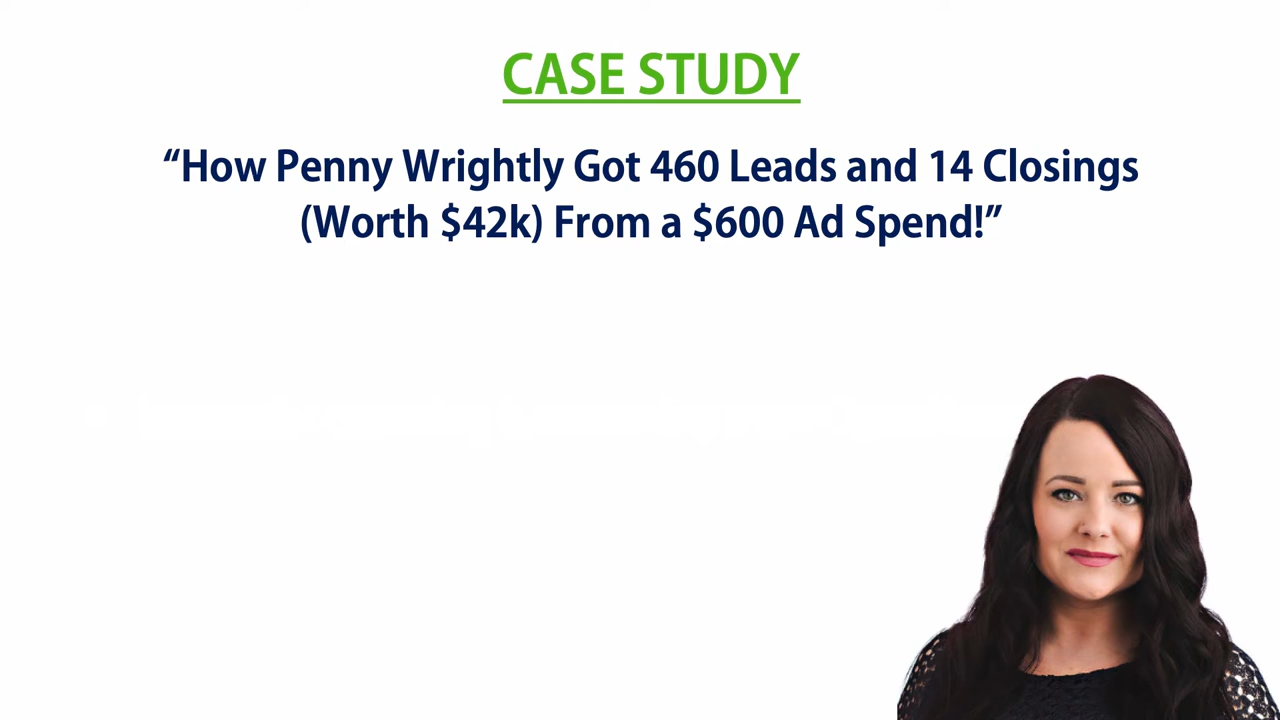 CASE STUDY
“How Penny Wrightly Got 460 Leads and 14 Closings
(Worth $42k) From a $600 Ad Spend!”